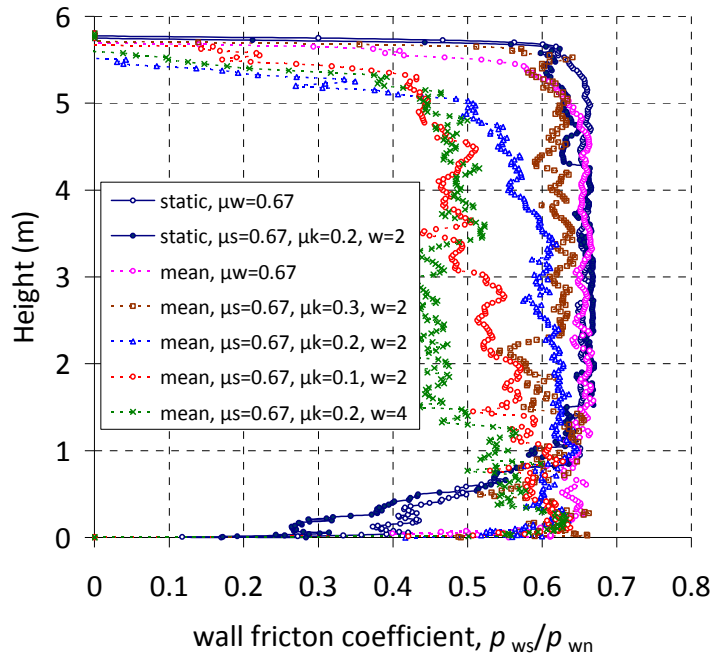 6
5
4
3
2
1
0
Height (m)
static, μw=0.67
static, μs=0.67, μk=0.2, w=2
mean, μw=0.67
mean, μs=0.67, μk=0.3, w=2
mean, μs=0.67, μk=0.2, w=2
mean, μs=0.67, μk=0.1, w=2
mean, μs=0.67, μk=0.2, w=4
0 0.1 0.2 0.3 0.4 0.5 0.6 0.7 0.8
wall fricton coefficient, p ws/p wn